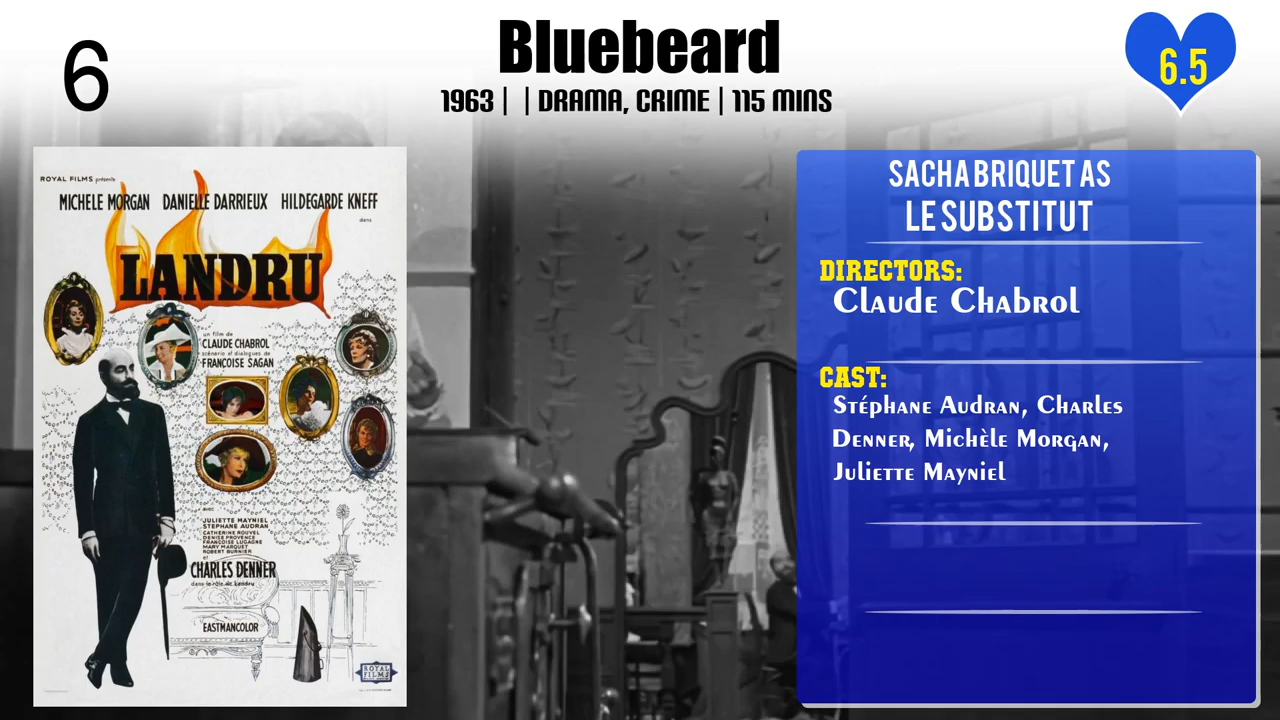 6
Bluebeard
1963 | | DRAMA, CRIME | 115 MINS
6.5
ROYAL FILMS présente
MICHELE MORGAN DANIELLE DARRIEUX HILDEGARDE KNEFF
dans
LANDRU
un film de
CLAUDE CHABROL
scénario et dialogues de
FRANÇOISE SAGAN
avec
JULIETTE MAYNIEL
STEPHANE AUDRAN
CATHERINE ROUVEL
DENISE PROVENCE
FRANÇOISE LUGAGNE
MARY MARQUET
ROBERT BURNIER
et
CHARLES DENNER
dans le rôle de Landru
EASTMANCOLOR
ROYAL
FILMS
SACHA BRIQUET AS
LE SUBSTITUT
DIRECTORS:
Claude Chabrol
CAST:
Stéphane Audran, Charles
Denner, Michèle Morgan,
Juliette Mayniel